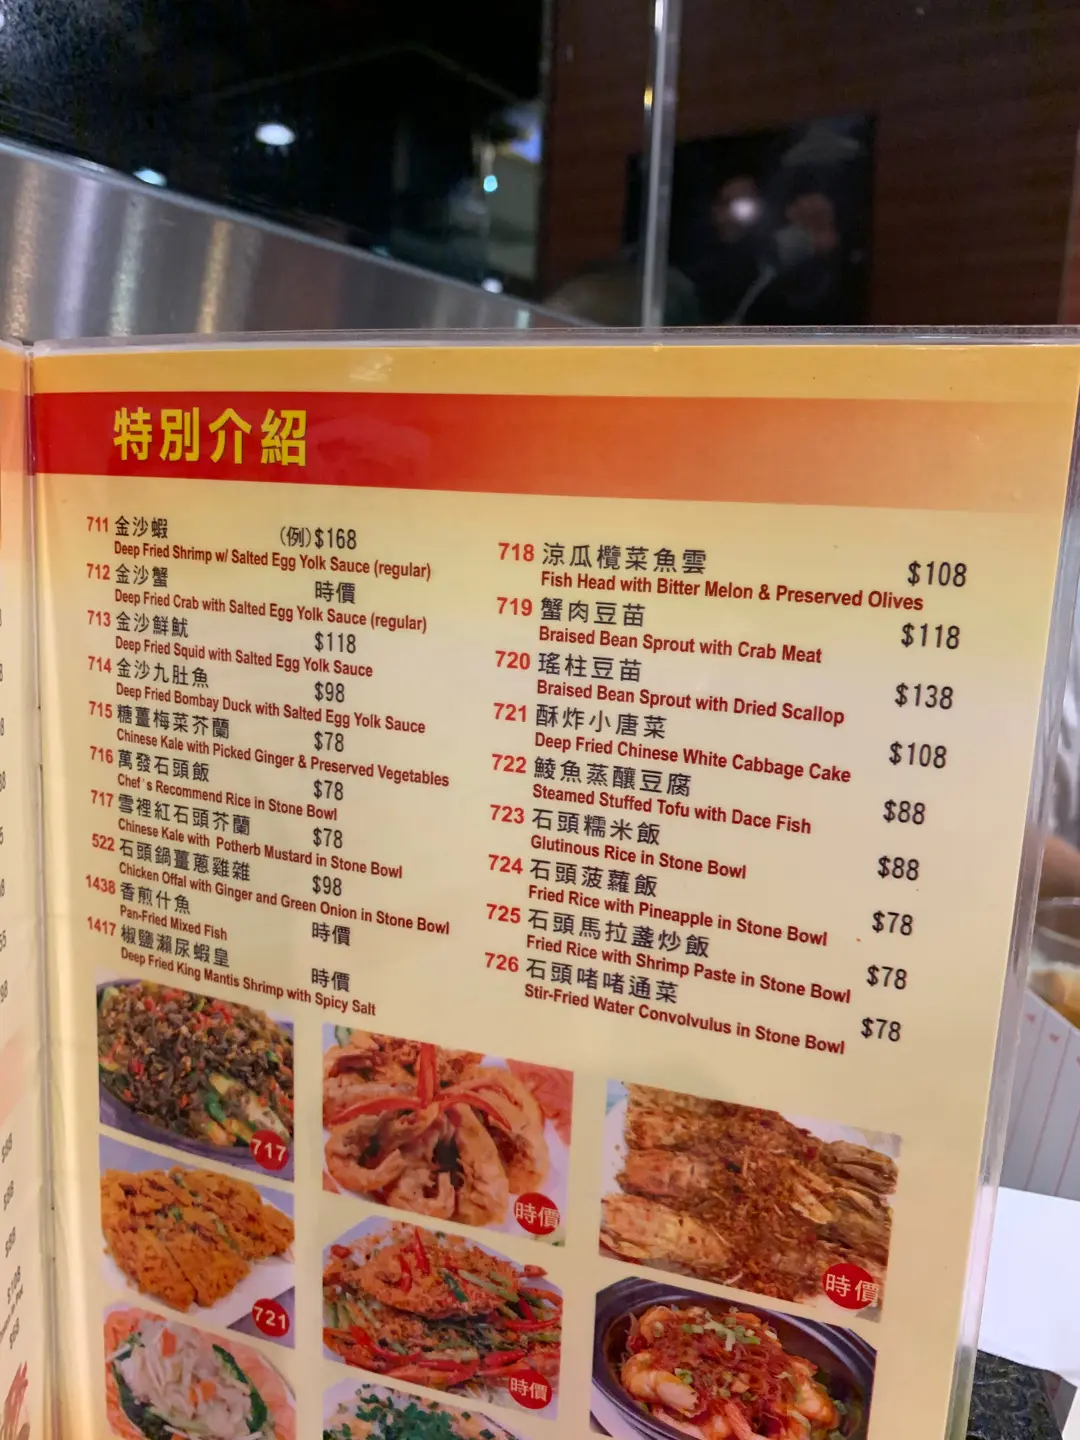 特別介紹
711 金沙蝦 (例)$168
Deep Fried Shrimp w/ Salted Egg Yolk Sauce (regular)
712 金沙蟹 時價
Deep Fried Crab with Salted Egg Yolk Sauce (regular)
713 金沙鮮魷 $118
Deep Fried Squid with Salted Egg Yolk Sauce
714 金沙九肚魚 $98
Deep Fried Bombay Duck with Salted Egg Yolk Sauce
715 糖薑梅菜芥蘭 $78
Chinese Kale with Picked Ginger & Preserved Vegetables
716 萬發石頭飯 $78
Chef's Recommend Rice in Stone Bowl
717 雪裡紅石頭芥蘭 $78
Chinese Kale with Potherb Mustard in Stone Bowl
522 石頭鍋薑蔥雞雜 $98
Chicken Offal with Ginger and Green Onion in Stone Bowl
1438 香煎什魚 時價
Pan-Fried Mixed Fish
1417 椒鹽瀨尿蝦皇 時價
Deep Fried King Mantis Shrimp with Spicy Salt
718 涼瓜欖菜魚雲 $108
Fish Head with Bitter Melon & Preserved Olives
719 蟹肉豆苗 $118
Braised Bean Sprout with Crab Meat
720 瑤柱豆苗 $138
Braised Bean Sprout with Dried Scallop
721 酥炸小唐菜 $108
Deep Fried Chinese White Cabbage Cake
722 鯪魚蒸釀豆腐 $88
Steamed Stuffed Tofu with Dace Fish
723 石頭糯米飯 $88
Glutinous Rice in Stone Bowl
724 石頭菠蘿飯 $78
Fried Rice with Pineapple in Stone Bowl
725 石頭馬拉盞炒飯 $78
Fried Rice with Shrimp Paste in Stone Bowl
726 石頭啫啫通菜 $78
Stir-Fried Water Convolvulus in Stone Bowl
717
時價
時價
721
時價
$88
$88
$88
$108
$68